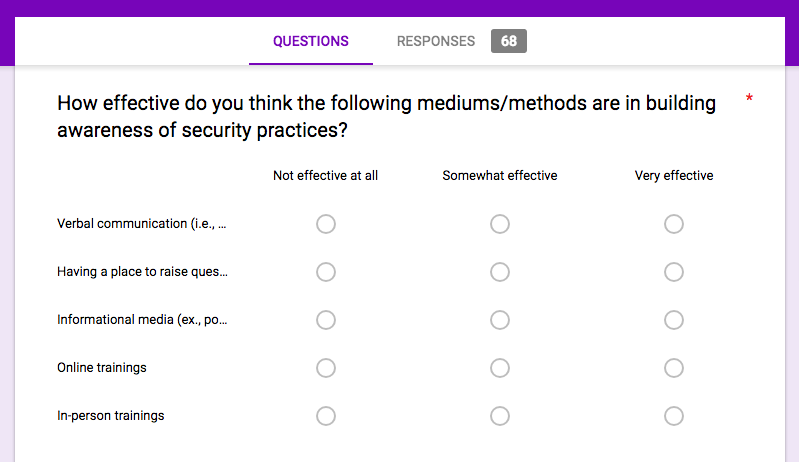 QUESTIONS RESPONSES 68
How effective do you think the following mediums/methods are in building *
awareness of security practices?
Not effective at all Somewhat effective Very effective
Verbal communication (i.e., ...
Having a place to raise ques...
Informational media (ex., po...
Online trainings
In-person trainings